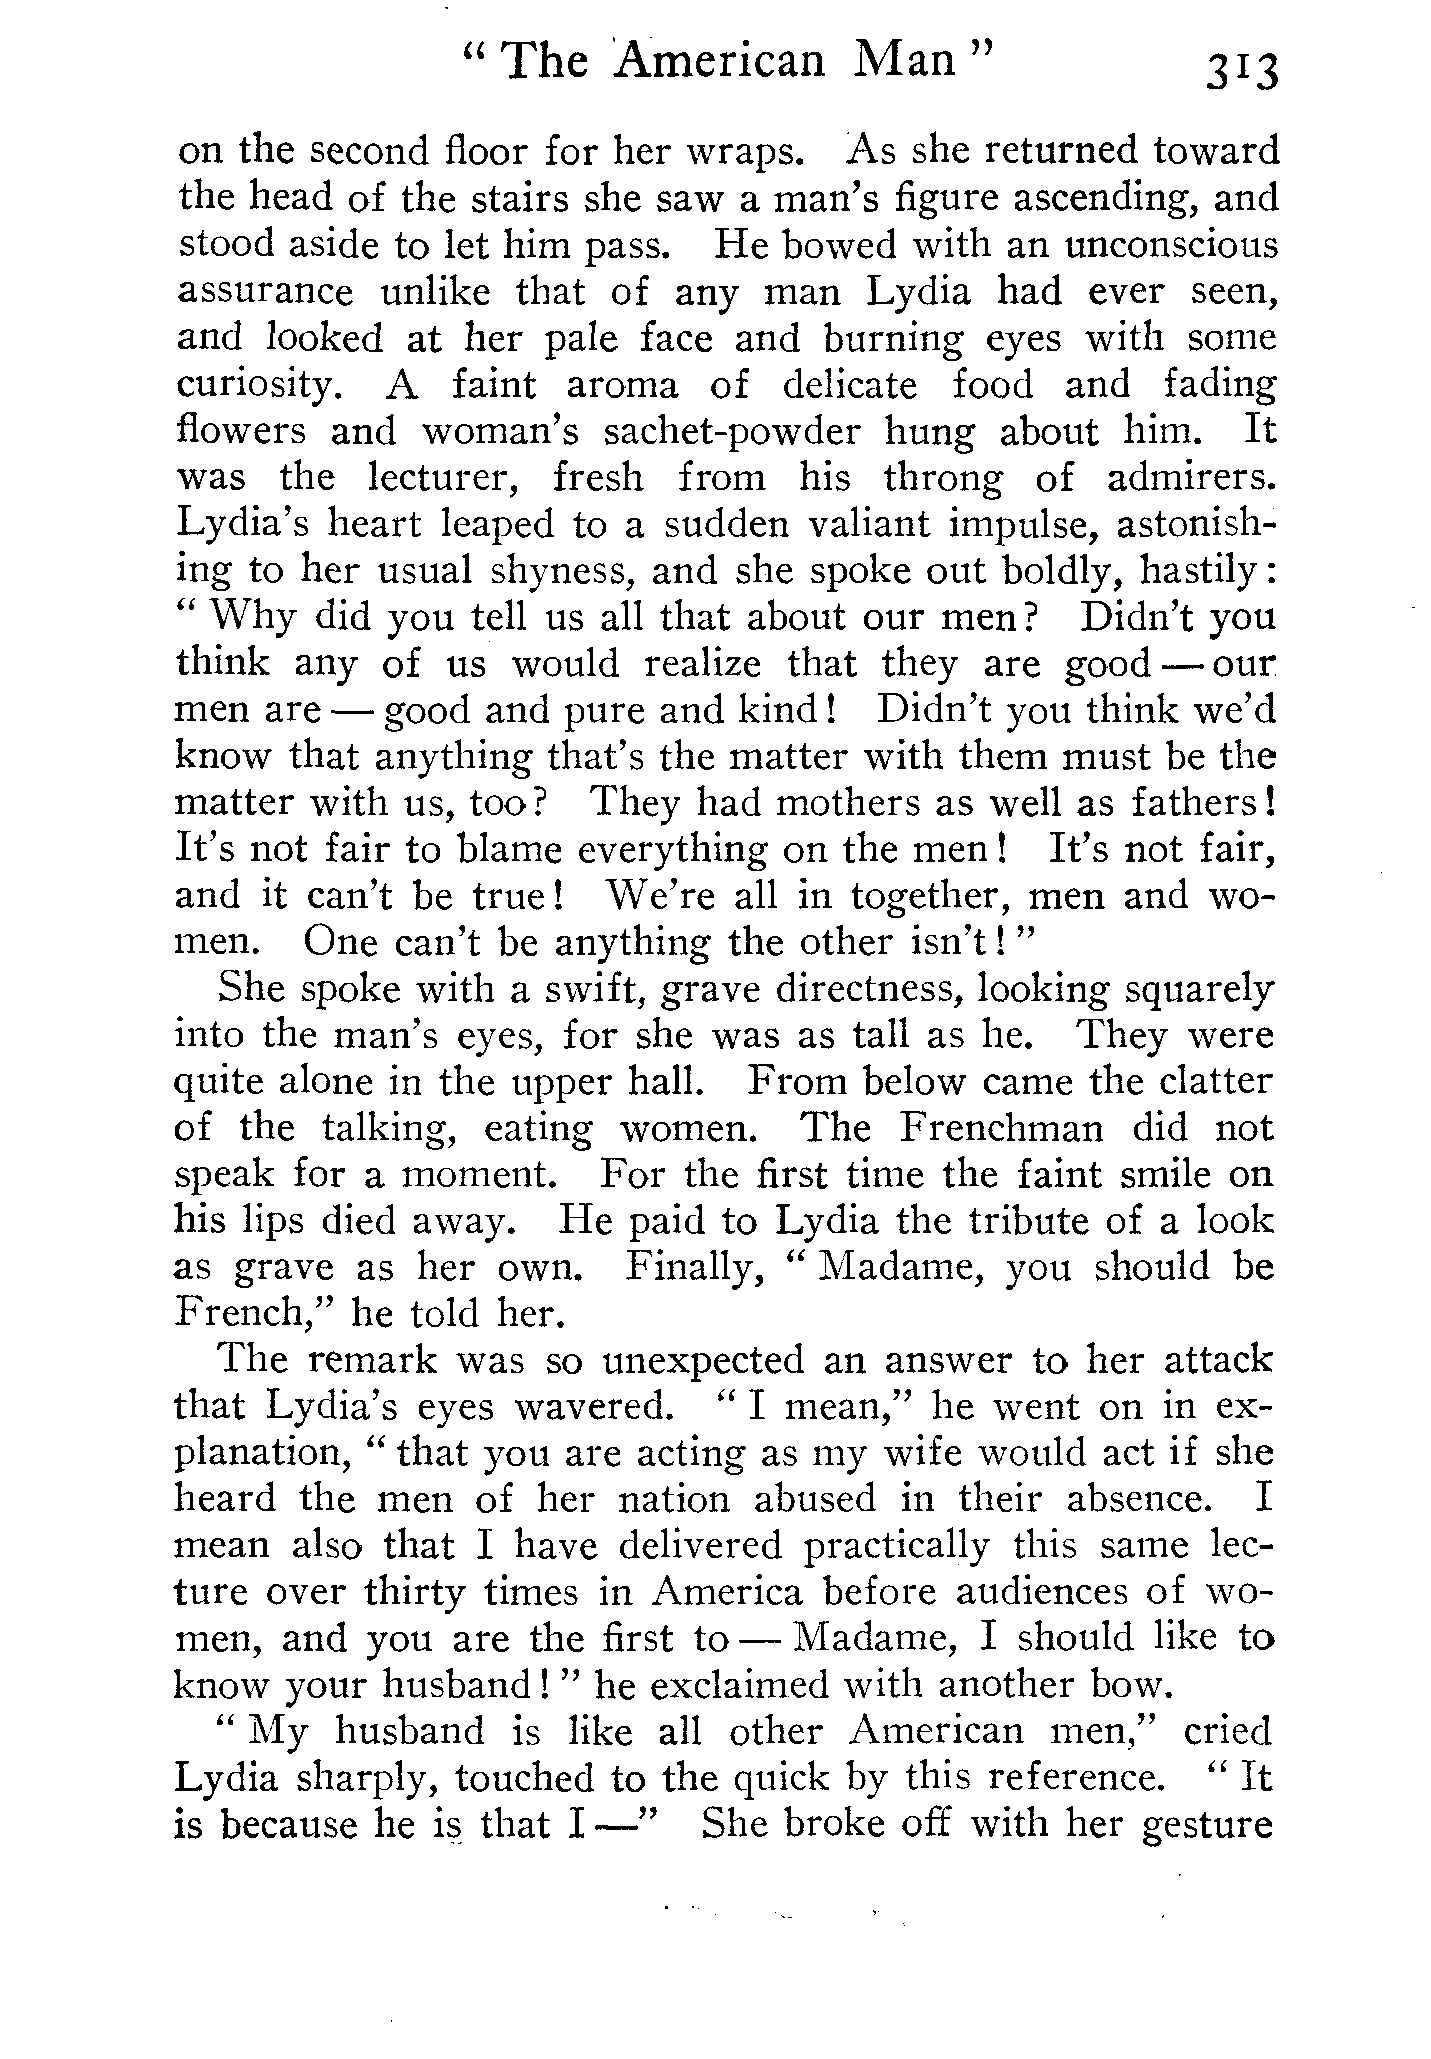 “ The American Man ” 313
on the second floor for her wraps. As she returned toward
the head of the stairs she saw a man’s figure ascending, and
stood aside to let him pass. He bowed with an unconscious
assurance unlike that of any man Lydia had ever seen,
and looked at her pale face and burning eyes with some
curiosity. A faint aroma of delicate food and fading
flowers and woman’s sachet-powder hung about him. It
was the lecturer, fresh from his throng of admirers.
Lydia’s heart leaped to a sudden valiant impulse, astonish-
ing to her usual shyness, and she spoke out boldly, hastily:
“ Why did you tell us all that about our men? Didn’t you
think any of us would realize that they are good — our
men are — good and pure and kind! Didn’t you think we’d
know that anything that’s the matter with them must be the
matter with us, too? They had mothers as well as fathers!
It’s not fair to blame everything on the men! It’s not fair,
and it can’t be true! We’re all in together, men and wo-
men. One can’t be anything the other isn’t! ”
She spoke with a swift, grave directness, looking squarely
into the man’s eyes, for she was as tall as he. They were
quite alone in the upper hall. From below came the clatter
of the talking, eating women. The Frenchman did not
speak for a moment. For the first time the faint smile on
his lips died away. He paid to Lydia the tribute of a look
as grave as her own. Finally, “ Madame, you should be
French,” he told her.
The remark was so unexpected an answer to her attack
that Lydia’s eyes wavered. “ I mean,” he went on in ex-
planation, “ that you are acting as my wife would act if she
heard the men of her nation abused in their absence. I
mean also that I have delivered practically this same lec-
ture over thirty times in America before audiences of wo-
men, and you are the first to — Madame, I should like to
know your husband! ” he exclaimed with another bow.
“ My husband is like all other American men,” cried
Lydia sharply, touched to the quick by this reference. “ It
is because he is that I —” She broke off with her gesture